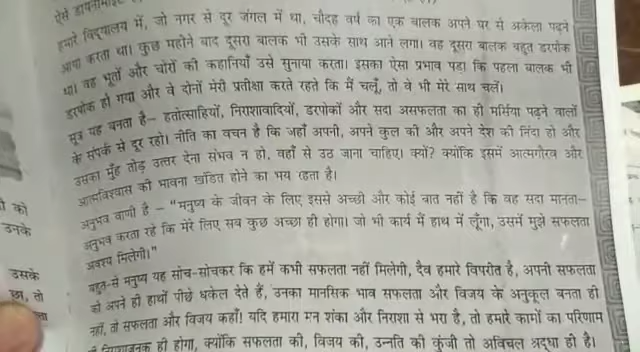 ऐसे डायनामाइट
हमारे विद्यालय में, जो नगर से दूर जंगल में था, चौदह वर्ष का एक बालक अपने घर से अकेला पढ़ने
आया करता था। कुछ महीने बाद दूसरा बालक भी उसके साथ आने लगा। वह दूसरा बालक बहुत डरपोक
था। वह भूतों और चोरों की कहानियाँ उसे सुनाया करता। इसका ऐसा प्रभाव पड़ा कि पहला बालक भी
डरपोक हो गया और वे दोनों मेरी प्रतीक्षा करते रहते कि मैं चलूँ, तो वे भी मेरे साथ चलें।
सूत्र यह बनता है– हतोत्साहियों, निराशावादियों, डरपोकों और सदा असफलता का ही मर्सिया पढ़ने वालों
के संपर्क से दूर रहो। नीति का वचन है कि जहाँ अपनी, अपने कुल की और अपने देश की निंदा हो और
उसका मुँह तोड़ उत्तर देना संभव न हो, वहाँ से उठ जाना चाहिए। क्यों? क्योंकि इसमें आत्मगौरव और
आत्मविश्वास की भावना खंडित होने का भय रहता है।
अनुभव वाणी है – "मनुष्य के जीवन के लिए इससे अच्छी और कोई बात नहीं है कि वह सदा मानता–
अनुभव करता रहे कि मेरे लिए सब कुछ अच्छा ही होगा। जो भी कार्य मैं हाथ में लूँगा, उसमें मुझे सफलता
अवश्य मिलेगी।"
बहुत-से मनुष्य यह सोच-सोचकर कि हमें कभी सफलता नहीं मिलेगी, दैव हमारे विपरीत है, अपनी सफलता
को अपने ही हाथों पीछे धकेल देते हैं, उनका मानसिक भाव सफलता और विजय के अनुकूल बनता ही
नहीं, तो सफलता और विजय कहाँ! यदि हमारा मन शंका और निराशा से भरा है, तो हमारे कामों का परिणाम
निराशाजनक ही होगा, क्योंकि सफलता की, विजय की, उन्नति की कुंजी तो अविचल श्रद्धा ही है।
को
उनके
उसके
तो